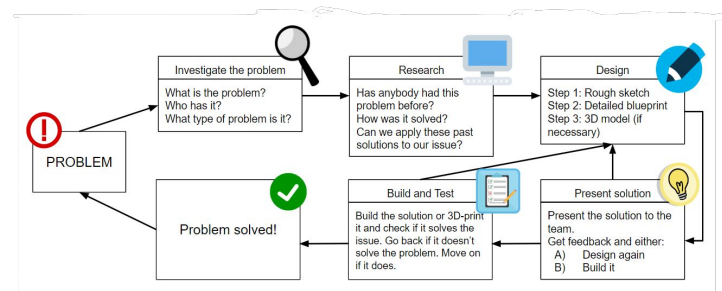 PROBLEM
Investigate the problem
What is the problem?
Who has it?
What type of problem is it?
Research
Has anybody had this
problem before?
How was it solved?
Can we apply these past
solutions to our issue?
Design
Step 1: Rough sketch
Step 2: Detailed blueprint
Step 3: 3D model (if
necessary)
Present solution
Present the solution to the
team.
Get feedback and either:
A) Design again
B) Build it
Build and Test
Build the solution or 3D-print
it and check if it solves the
issue. Go back if it doesn't
solve the problem. Move on
if it does.
Problem solved!